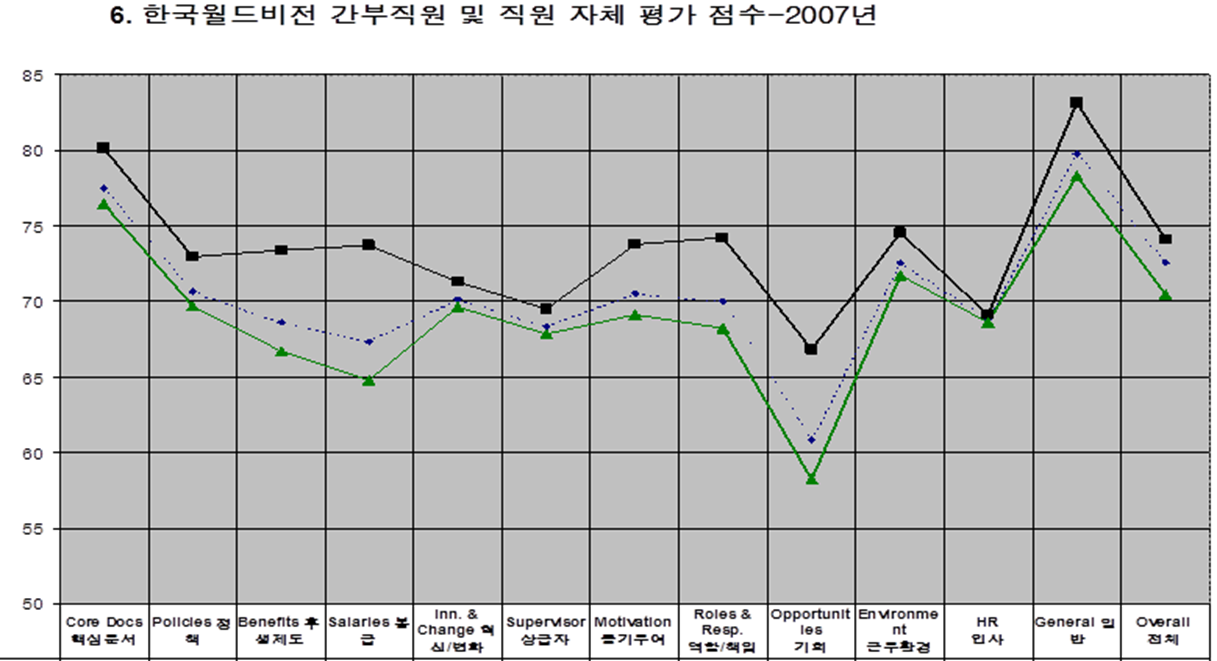 6. 한국월드비전 간부직원 및 직원 자체 평가 점수-2007년
85
80
75
70
65
60
55
50
Core Docs
핵심문서
Policies 정
책
Benefits 후
생제도
Salaries 봉
급
Inn. &
Change 혁
신/변화
Supervisor
상급자
Motivation
동기부여
Roles &
Resp.
역할/책임
Opportunit
ies
기회
Environme
nt
근무환경
HR
인사
General 일
반
Overall
전체